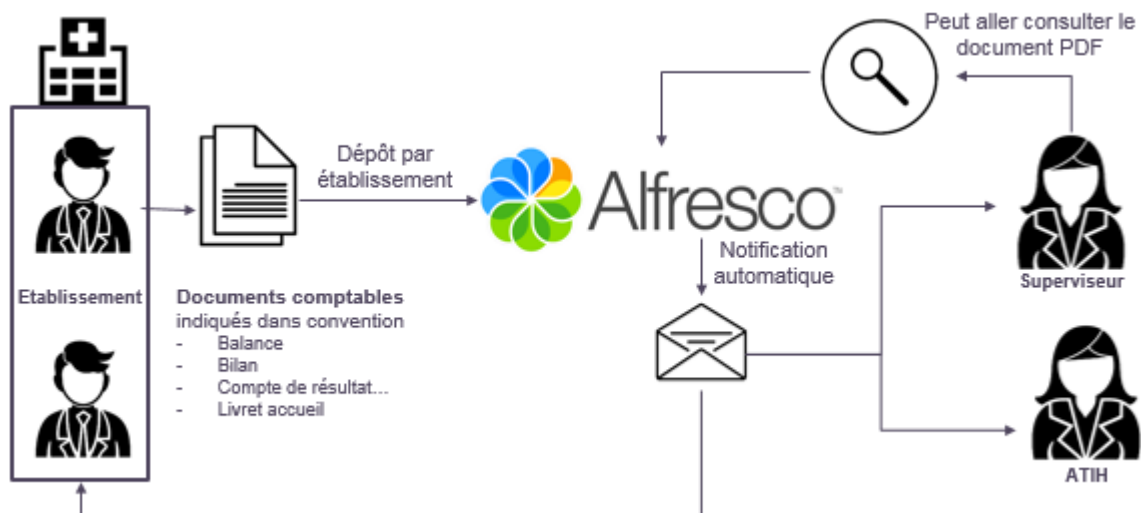 Peut aller consulter le
document PDF
Dépôt par
établissement
Alfresco™
Notification
automatique
Etablissement
Documents comptables
indiqués dans convention
- Balance
- Bilan
- Compte de résultat...
- Livret accueil
Superviseur
ATIH